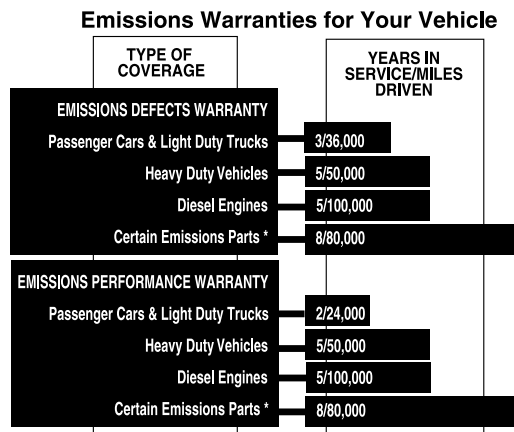 Emissions Warranties for Your Vehicle
TYPE OF
COVERAGE
YEARS IN
SERVICE/MILES
DRIVEN
EMISSIONS DEFECTS WARRANTY
Passenger Cars & Light Duty Trucks 3/36,000
Heavy Duty Vehicles 5/50,000
Diesel Engines 5/100,000
Certain Emissions Parts * 8/80,000
EMISSIONS PERFORMANCE WARRANTY
Passenger Cars & Light Duty Trucks 2/24,000
Heavy Duty Vehicles 5/50,000
Diesel Engines 5/100,000
Certain Emissions Parts * 8/80,000